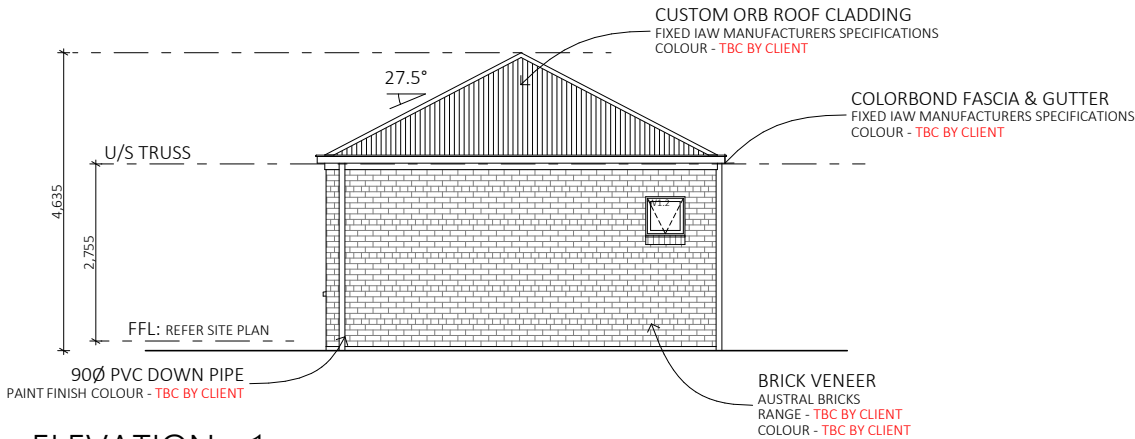 CUSTOM ORB ROOF CLADDING
FIXED IAW MANUFACTURERS SPECIFICATIONS
COLOUR - TBC BY CLIENT
27.5°
COLORBOND FASCIA & GUTTER
FIXED IAW MANUFACTURERS SPECIFICATIONS
COLOUR - TBC BY CLIENT
U/S TRUSS
4,635
2,755
FFL: REFER SITE PLAN
90Ø PVC DOWN PIPE
PAINT FINISH COLOUR - TBC BY CLIENT
BRICK VENEER
AUSTRAL BRICKS
RANGE - TBC BY CLIENT
COLOUR - TBC BY CLIENT